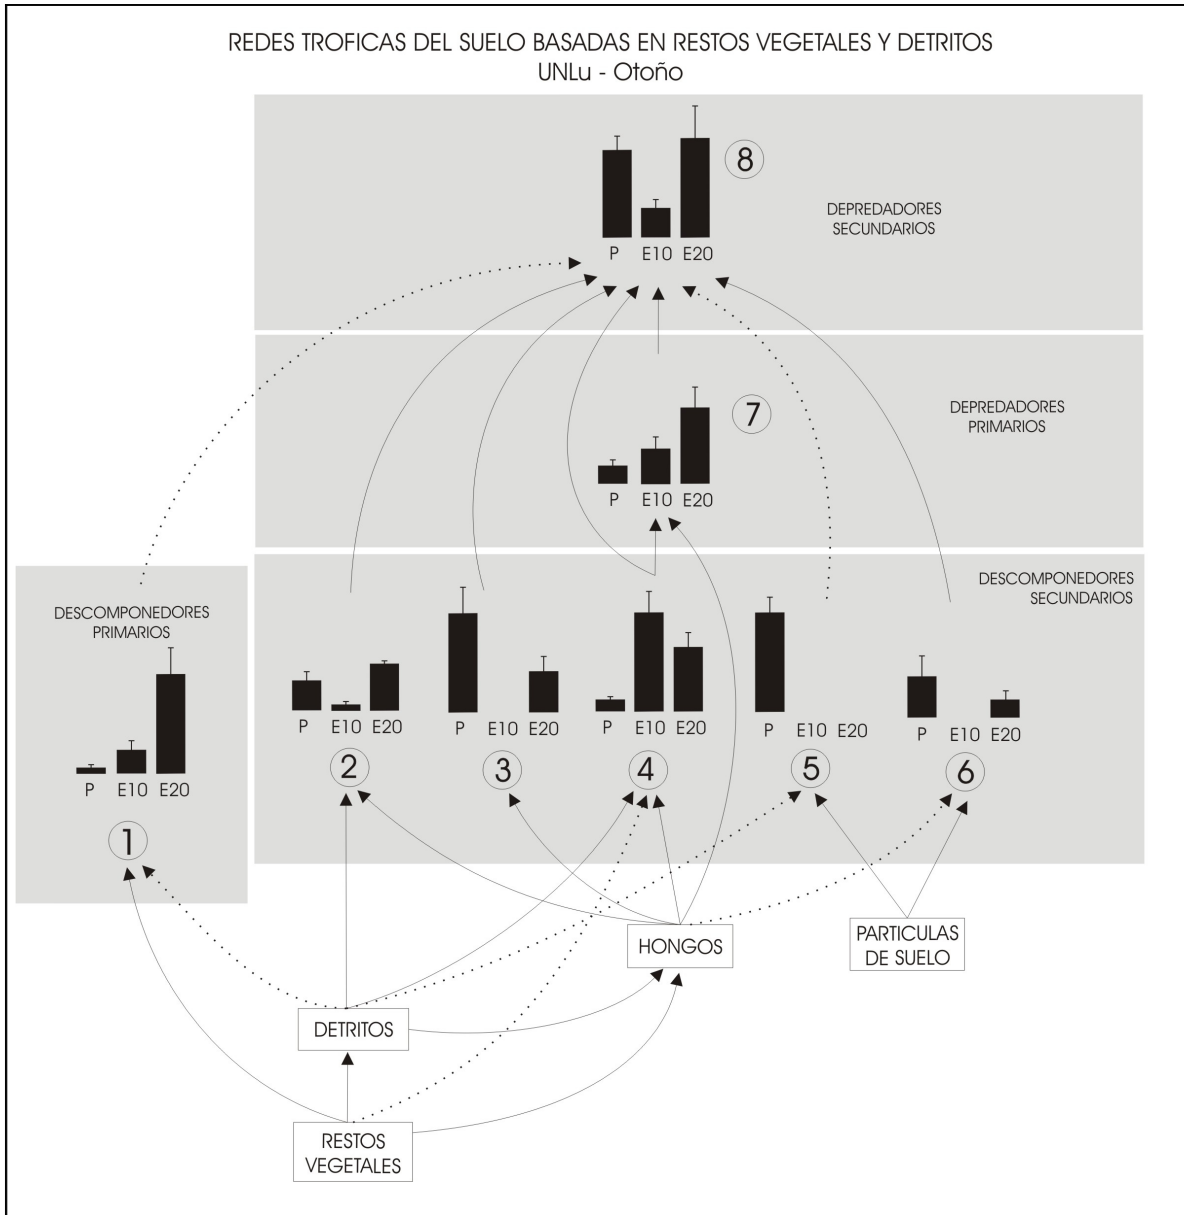 REDES TROFICAS DEL SUELO BASADAS EN RESTOS VEGETALES Y DETRITOS
UNLu - Otoño
8
DEPREDADORES
SECUNDARIOS
P E10 E20
7
DEPREDADORES
PRIMARIOS
P E10 E20
DESCOMPONEDORES
PRIMARIOS
P E10 E20
1
DESCOMPONEDORES
SECUNDARIOS
P E10 E20
2
P E10 E20
3
P E10 E20
4
P E10 E20
5
P E10 E20
6
HONGOS
PARTICULAS
DE SUELO
DETRITOS
RESTOS
VEGETALES